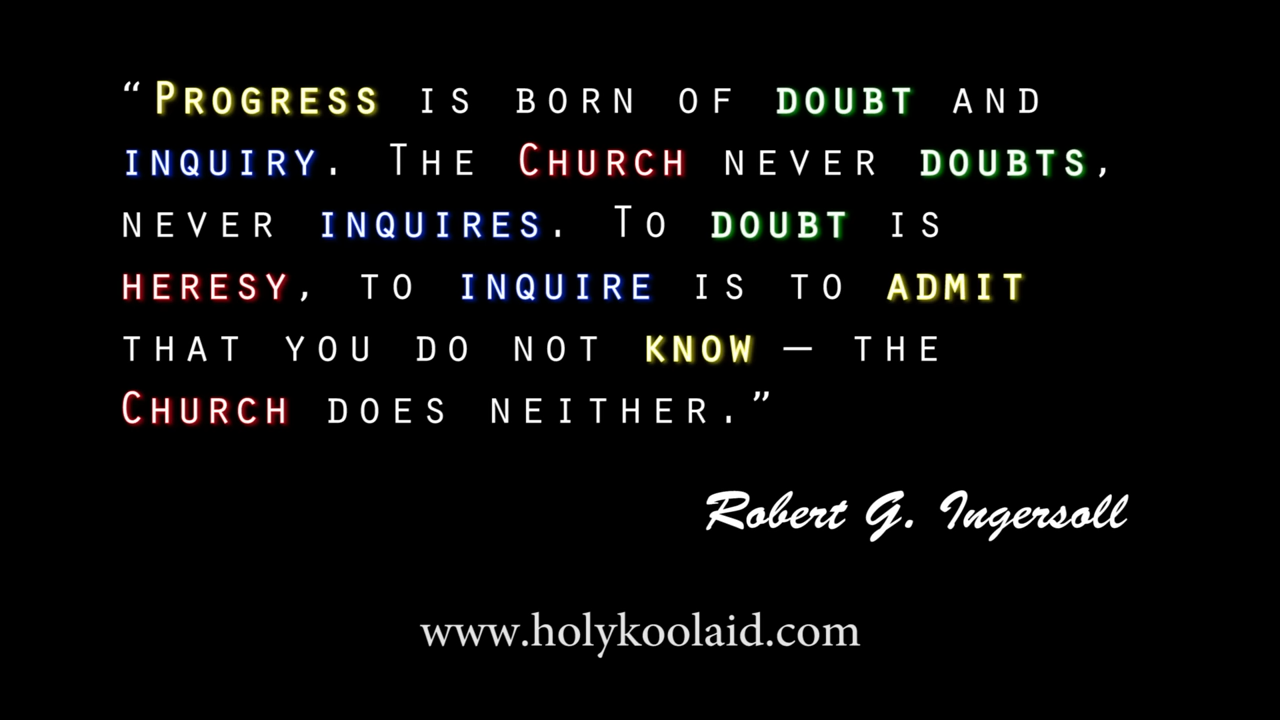 “Progress is born of doubt and
inquiry. The Church never doubts,
never inquires. To doubt is
heresy, to inquire is to admit
that you do not know — the
Church does neither.”
Robert G. Ingersoll
www.holykoolaid.com